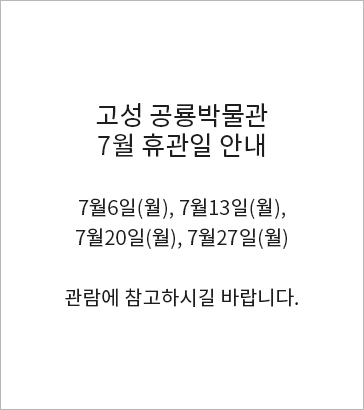 고성 공룡박물관
7월 휴관일 안내
7월6일(월), 7월13일(월),
7월20일(월), 7월27일(월)
관람에 참고하시길 바랍니다.